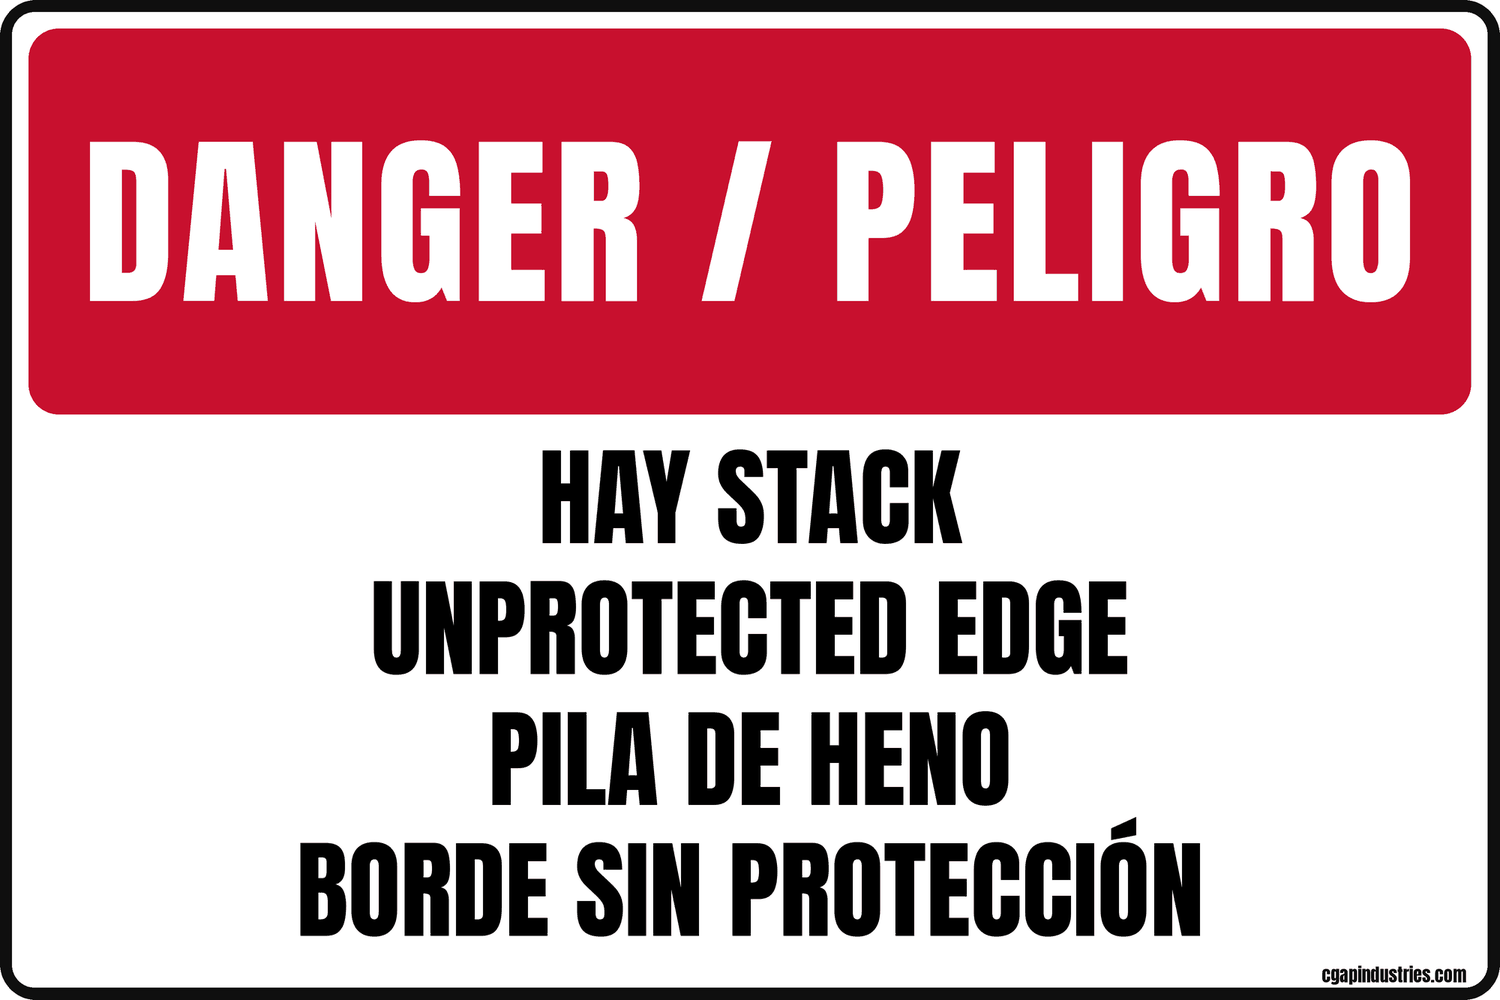 DANGER / PELIGRO
HAY STACK
UNPROTECTED EDGE
PILA DE HENO
BORDE SIN PROTECCIÓN
cgapindustries.com